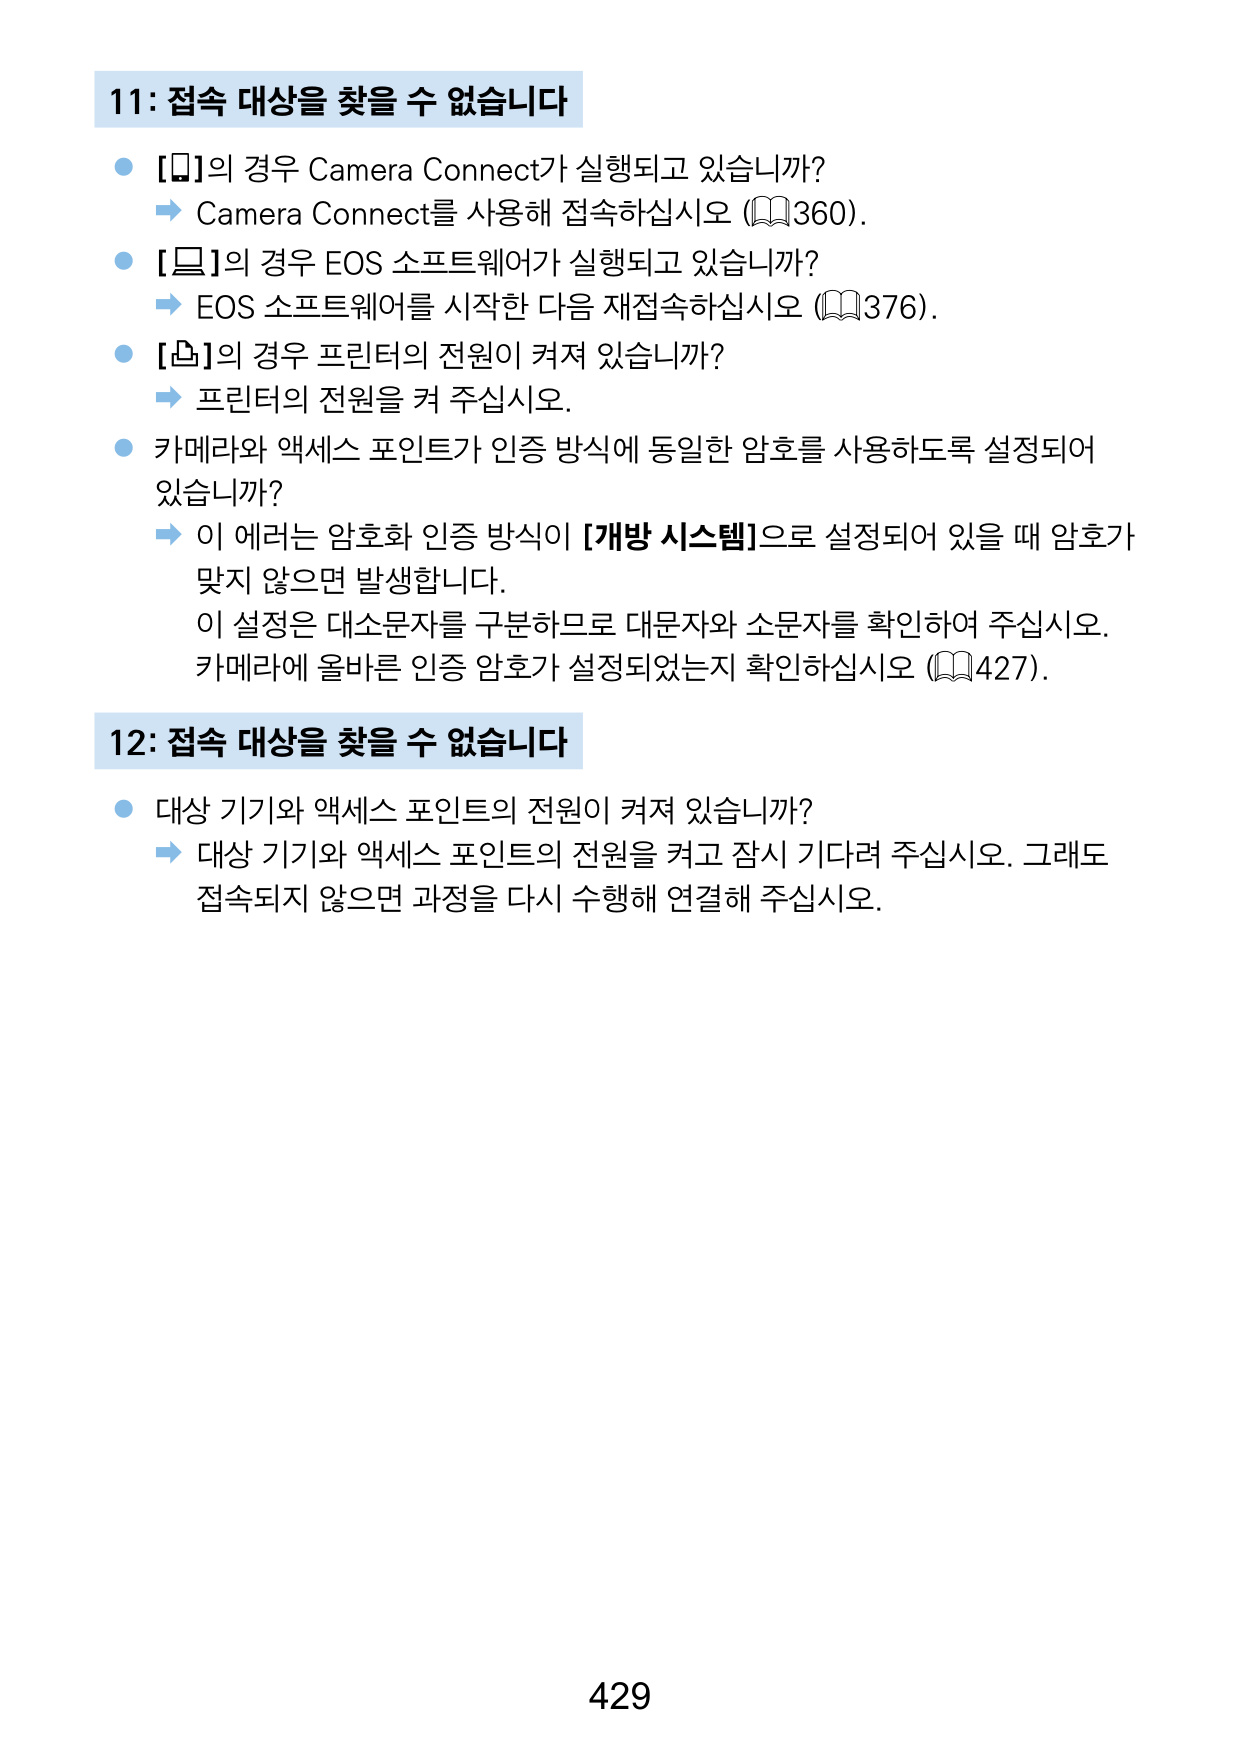 11: 접속 대상을 찾을 수 없습니다
[]의 경우 Camera Connect가 실행되고 있습니까?
Camera Connect를 사용해 접속하십시오 (360).
[]의 경우 EOS 소프트웨어가 실행되고 있습니까?
EOS 소프트웨어를 시작한 다음 재접속하십시오 (376).
[]의 경우 프린터의 전원이 켜져 있습니까?
프린터의 전원을 켜 주십시오.
카메라와 액세스 포인트가 인증 방식에 동일한 암호를 사용하도록 설정되어
있습니까?
이 에러는 암호화 인증 방식이 [개방 시스템]으로 설정되어 있을 때 암호가
맞지 않으면 발생합니다.
이 설정은 대소문자를 구분하므로 대문자와 소문자를 확인하여 주십시오.
카메라에 올바른 인증 암호가 설정되었는지 확인하십시오 (427).
12: 접속 대상을 찾을 수 없습니다
대상 기기와 액세스 포인트의 전원이 켜져 있습니까?
대상 기기와 액세스 포인트의 전원을 켜고 잠시 기다려 주십시오. 그래도
접속되지 않으면 과정을 다시 수행해 연결해 주십시오.
429